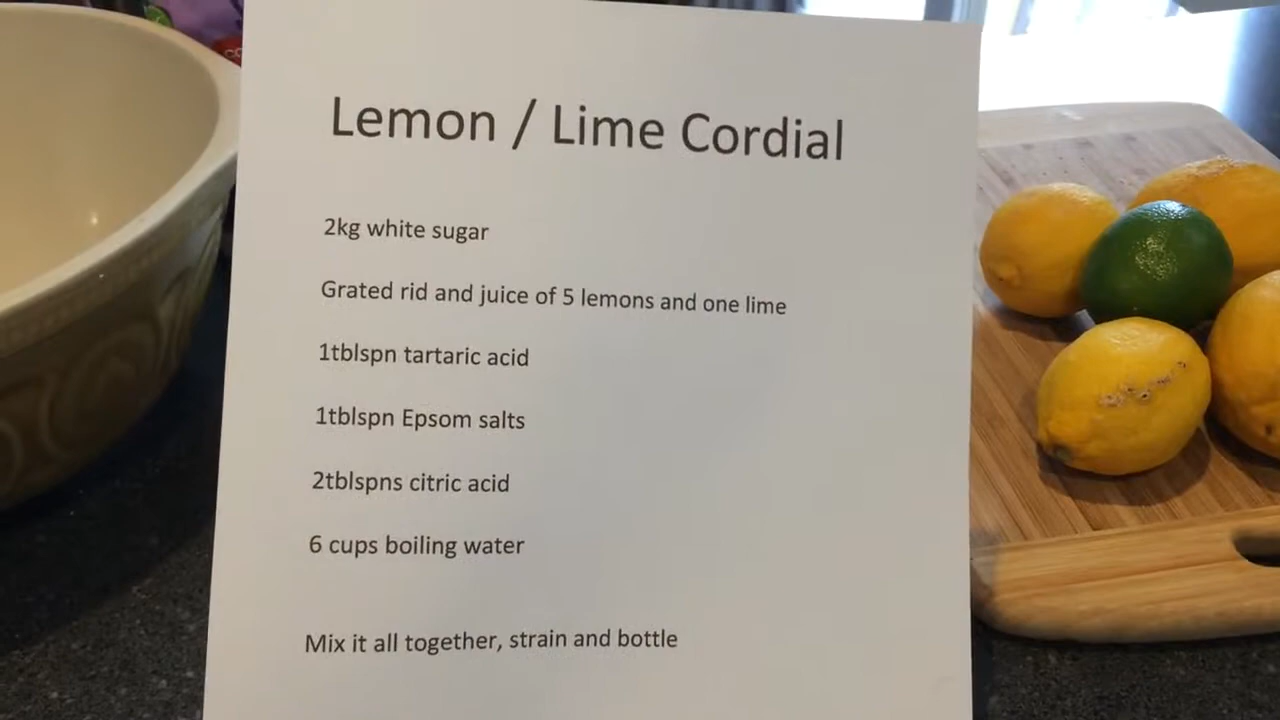 Lemon / Lime Cordial
2kg white sugar
Grated rid and juice of 5 lemons and one lime
1tblspn tartaric acid
1tblspn Epsom salts
2tblspns citric acid
6 cups boiling water
Mix it all together, strain and bottle